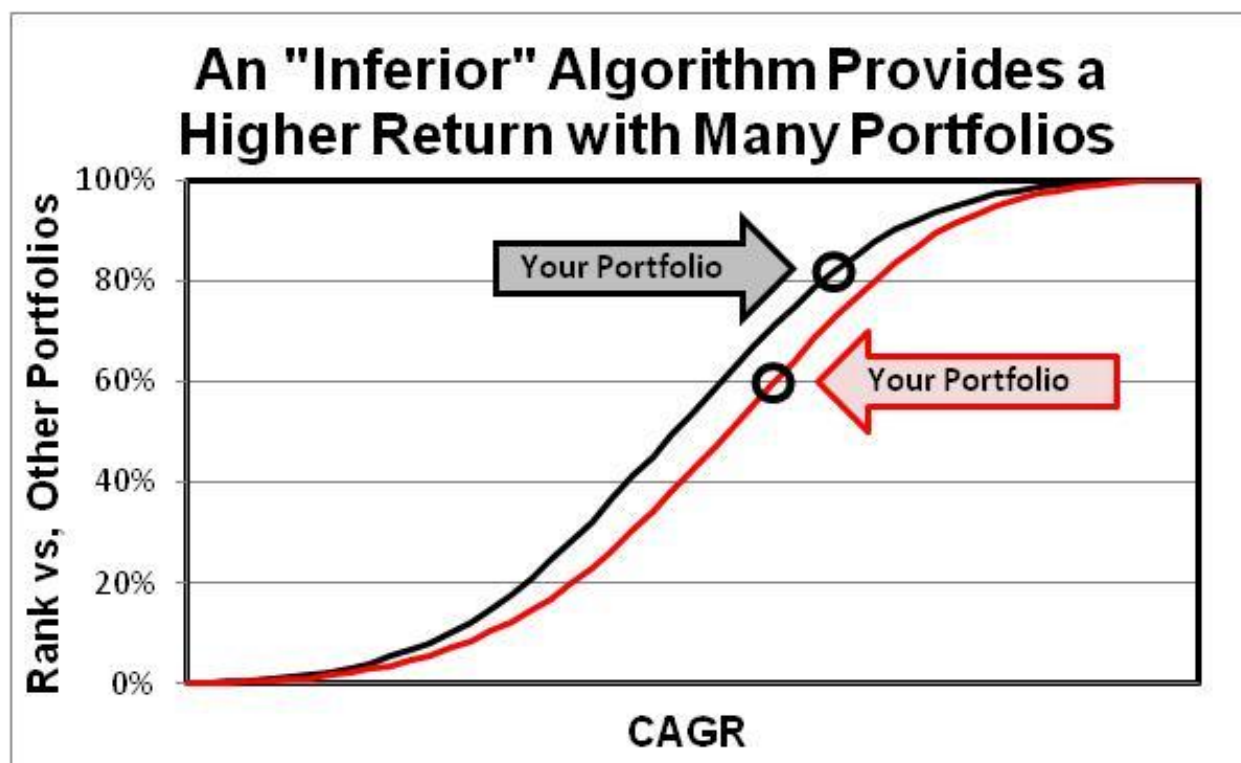 An "Inferior" Algorithm Provides a
Higher Return with Many Portfolios
Rank vs, Other Portfolios
100%
80%
60%
40%
20%
0%
Your Portfolio
Your Portfolio
CAGR